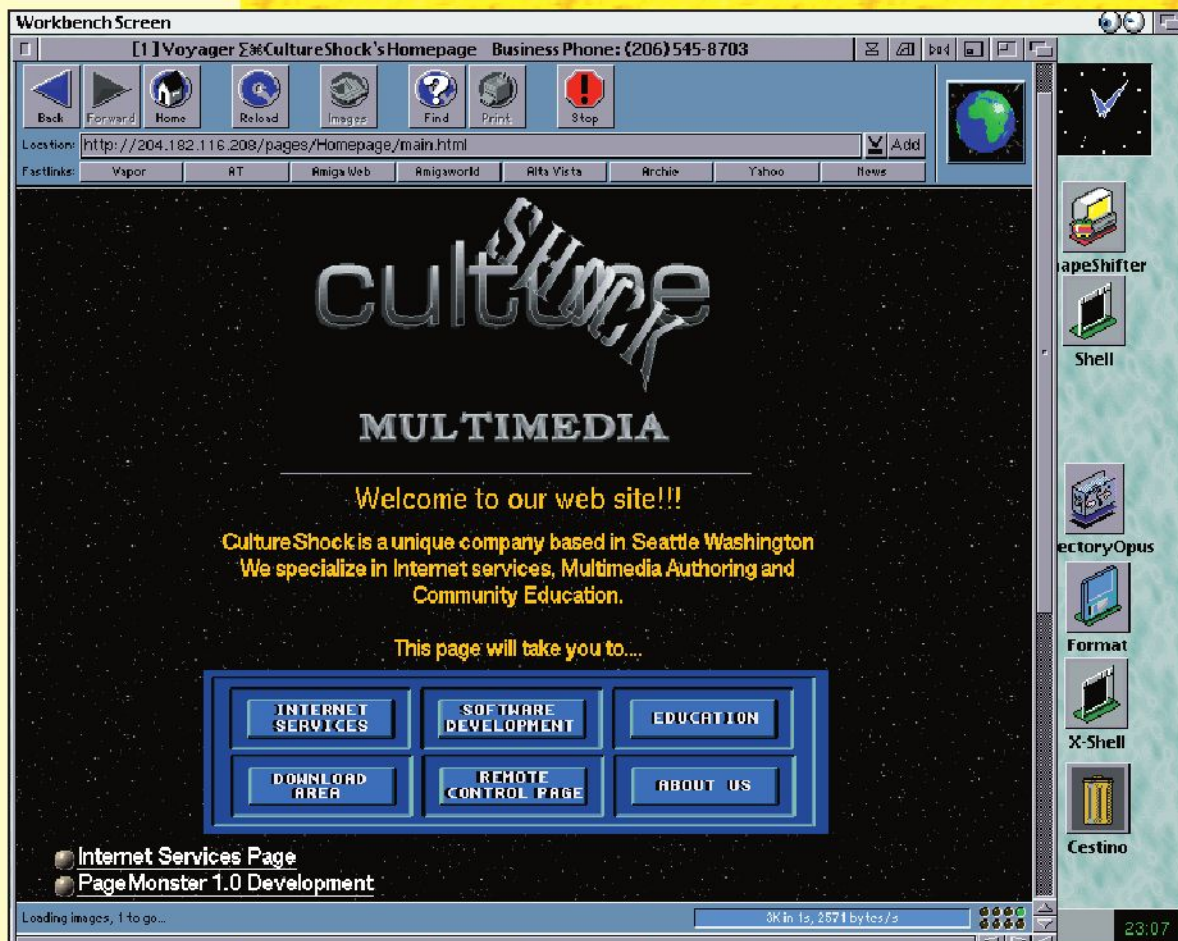 Workbench Screen
[1] Voyager ∑⌘CultureShock's Homepage Business Phone: (206) 545-8703
Back Forward Home Reload Images Find Print Stop
Location: http://204.182.116.208/pages/Homepage/main.html Add
Fastlinks: Vapor AT Amiga Web Amigaworld Alta Vista Archie Yahoo News
culture
SHOCK
MULTIMEDIA
Welcome to our web site!!!
CultureShock is a unique company based in Seattle Washington
We specialize in Internet services, Multimedia Authoring and
Community Education.
This page will take you to....
INTERNET SERVICES
SOFTWARE DEVELOPMENT
EDUCATION
DOWNLOAD AREA
REMOTE CONTROL PAGE
ABOUT US
Internet Services Page
PageMonster 1.0 Development
Loading images, 1 to go... 3K in 1s, 2571 bytes/s
apeShifter
Shell
ectoryOpus
Format
X-Shell
Cestino
23:07